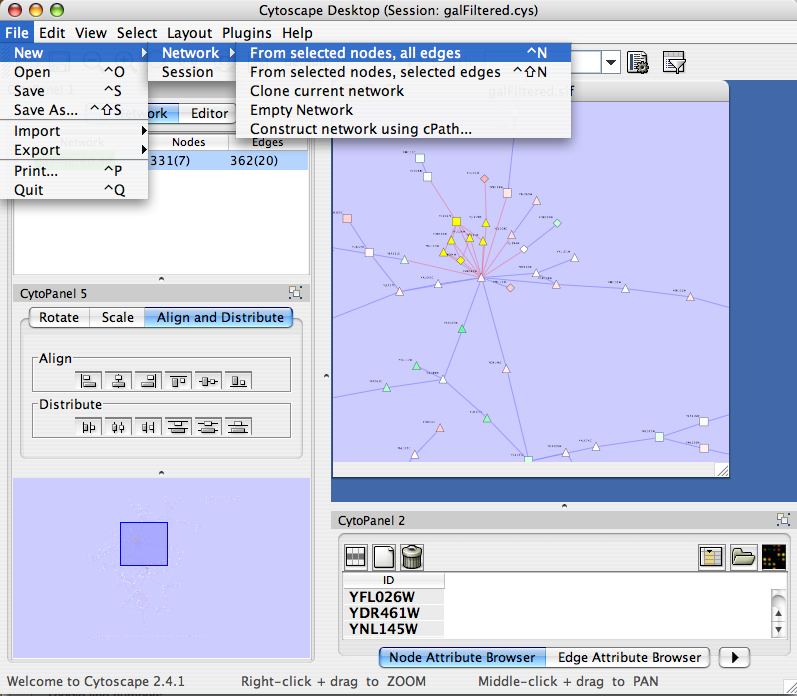 Cytoscape Desktop (Session: galFiltered.cys)
File Edit View Select Layout Plugins Help
New
Open ^O
Save ^S
Save As... ^⇧S
Import
Export
Print... ^P
Quit ^Q
Network
Session
From selected nodes, all edges ^N
From selected nodes, selected edges ^⇧N
Clone current network
Empty Network
Construct network using cPath...
Editor
Nodes Edges
331(7) 362(20)
CytoPanel 5
Rotate Scale Align and Distribute
Align
Distribute
CytoPanel 2
ID
YFL026W
YDR461W
YNL145W
Node Attribute Browser Edge Attribute Browser
Welcome to Cytoscape 2.4.1 Right-click + drag to ZOOM Middle-click + drag to PAN